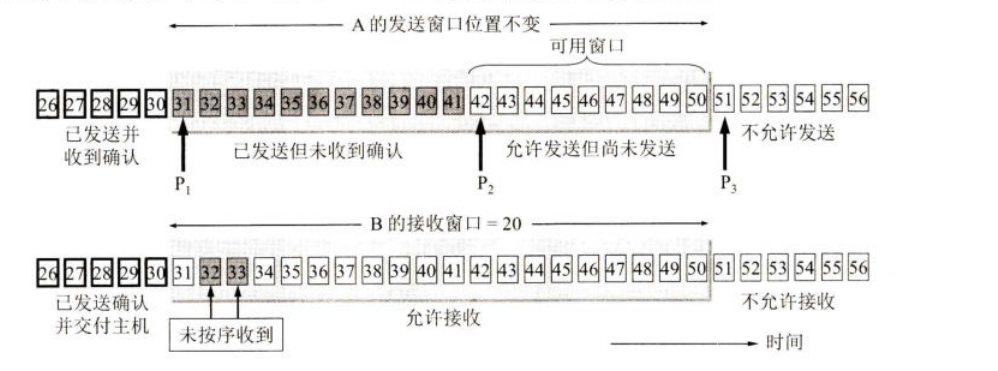 A 的发送窗口位置不变
可用窗口
26 27 28 29 30 31 32 33 34 35 36 37 38 39 40 41 42 43 44 45 46 47 48 49 50 51 52 53 54 55 56
已发送并
收到确认
已发送但未收到确认
允许发送但尚未发送
不允许发送
P1
P2
P3
B 的接收窗口 = 20
26 27 28 29 30 31 32 33 34 35 36 37 38 39 40 41 42 43 44 45 46 47 48 49 50 51 52 53 54 55 56
已发送确认
并交付主机
未按序收到
允许接收
不允许接收
时间